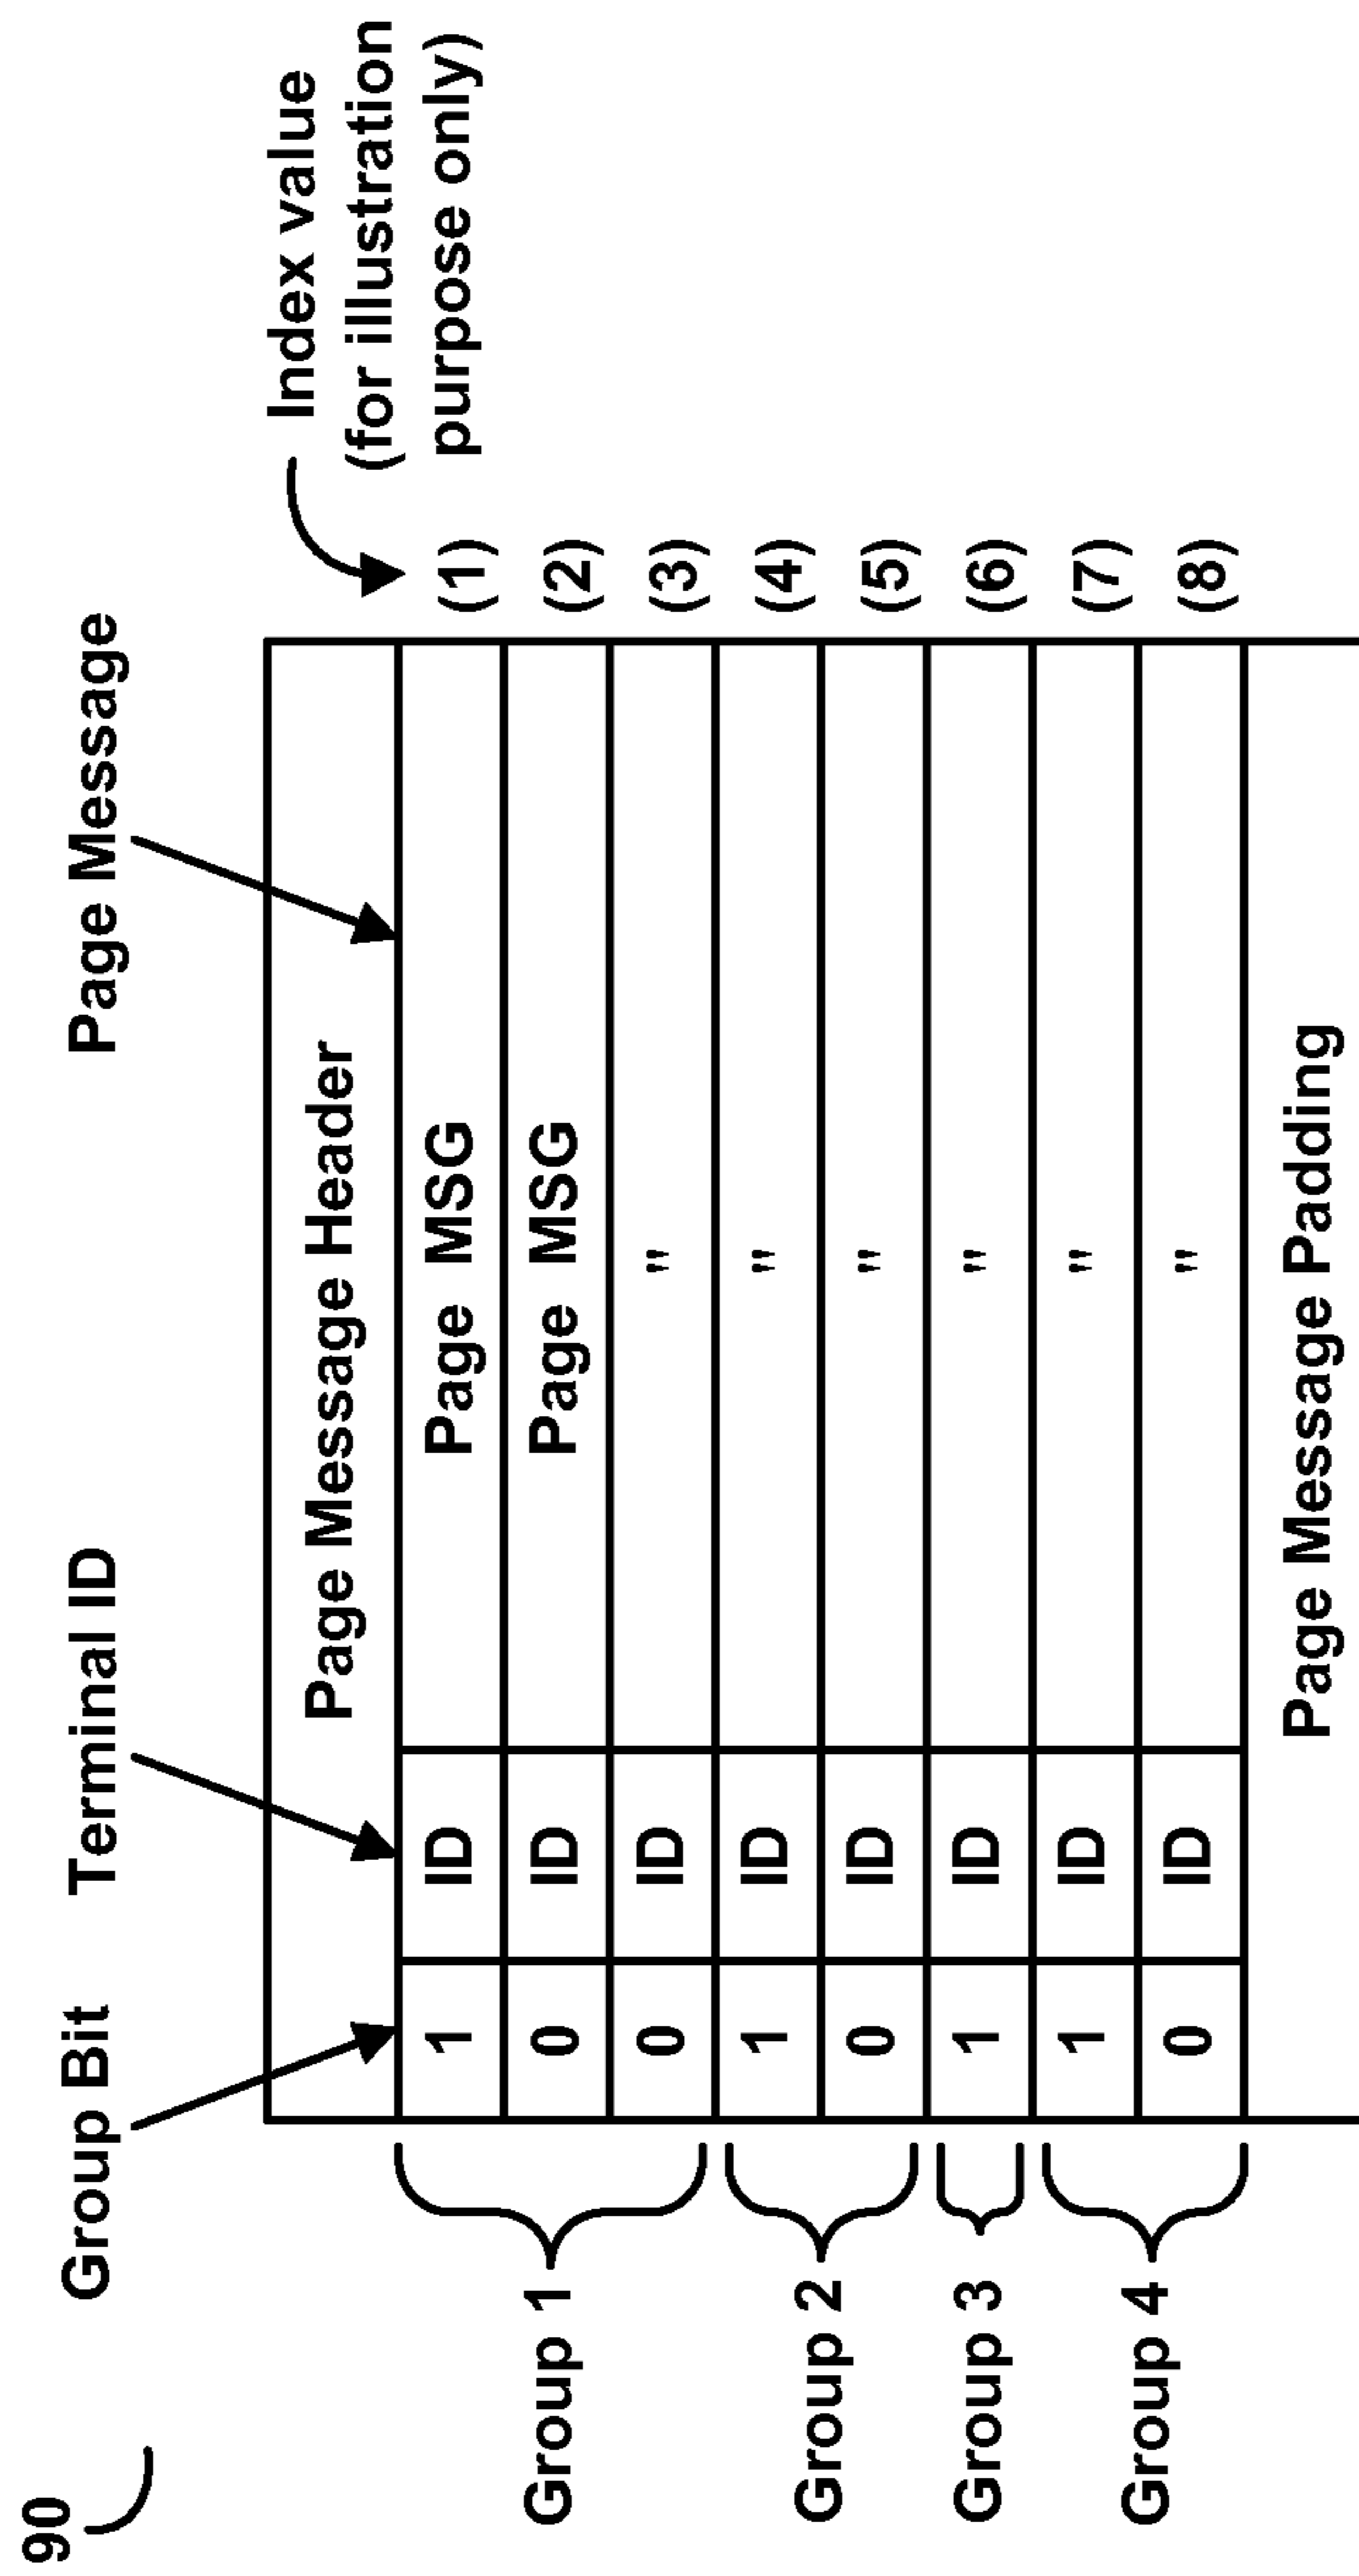 90
Group Bit Terminal ID Page Message
Index value
(for illustration
purpose only)
Page Message Header
Group 1
1 ID Page MSG (1)
0 ID Page MSG (2)
0 ID " (3)
Group 2
1 ID " (4)
0 ID " (5)
Group 3
1 ID " (6)
Group 4
1 ID " (7)
0 ID " (8)
Page Message Padding